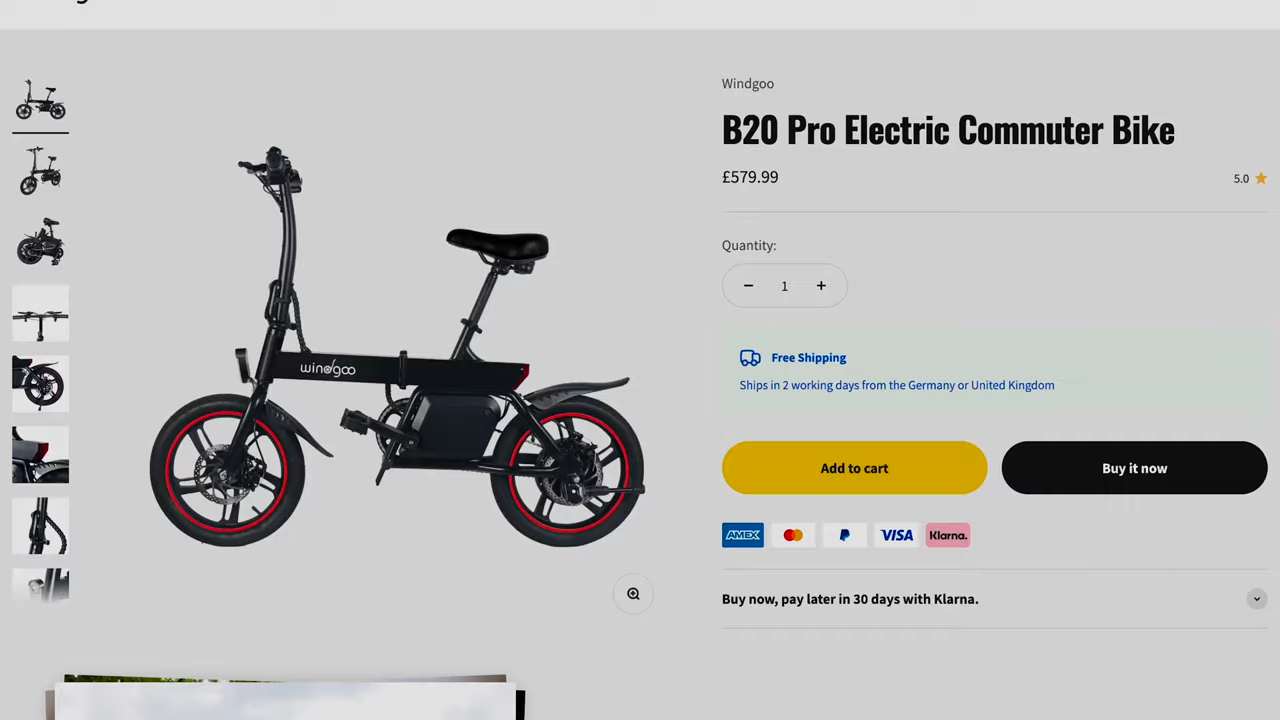 Windgoo
B20 Pro Electric Commuter Bike
£579.99
5.0
Quantity:
1
windgoo
Free Shipping
Ships in 2 working days from the Germany or United Kingdom
Add to cart
Buy it now
AMEX
VISA
Klarna.
Buy now, pay later in 30 days with Klarna.